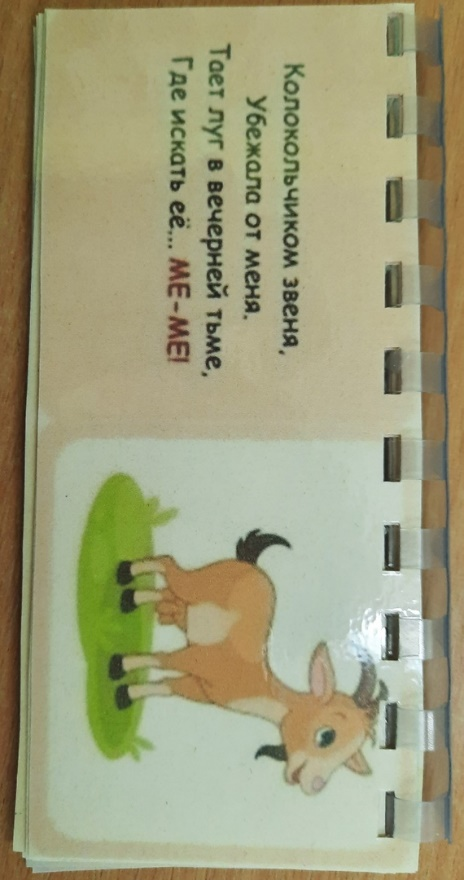 Колокольчиком звеня,
Убежала от меня.
Тает луг в вечерней тьме,
Где искать её... МЕ-МЕ!